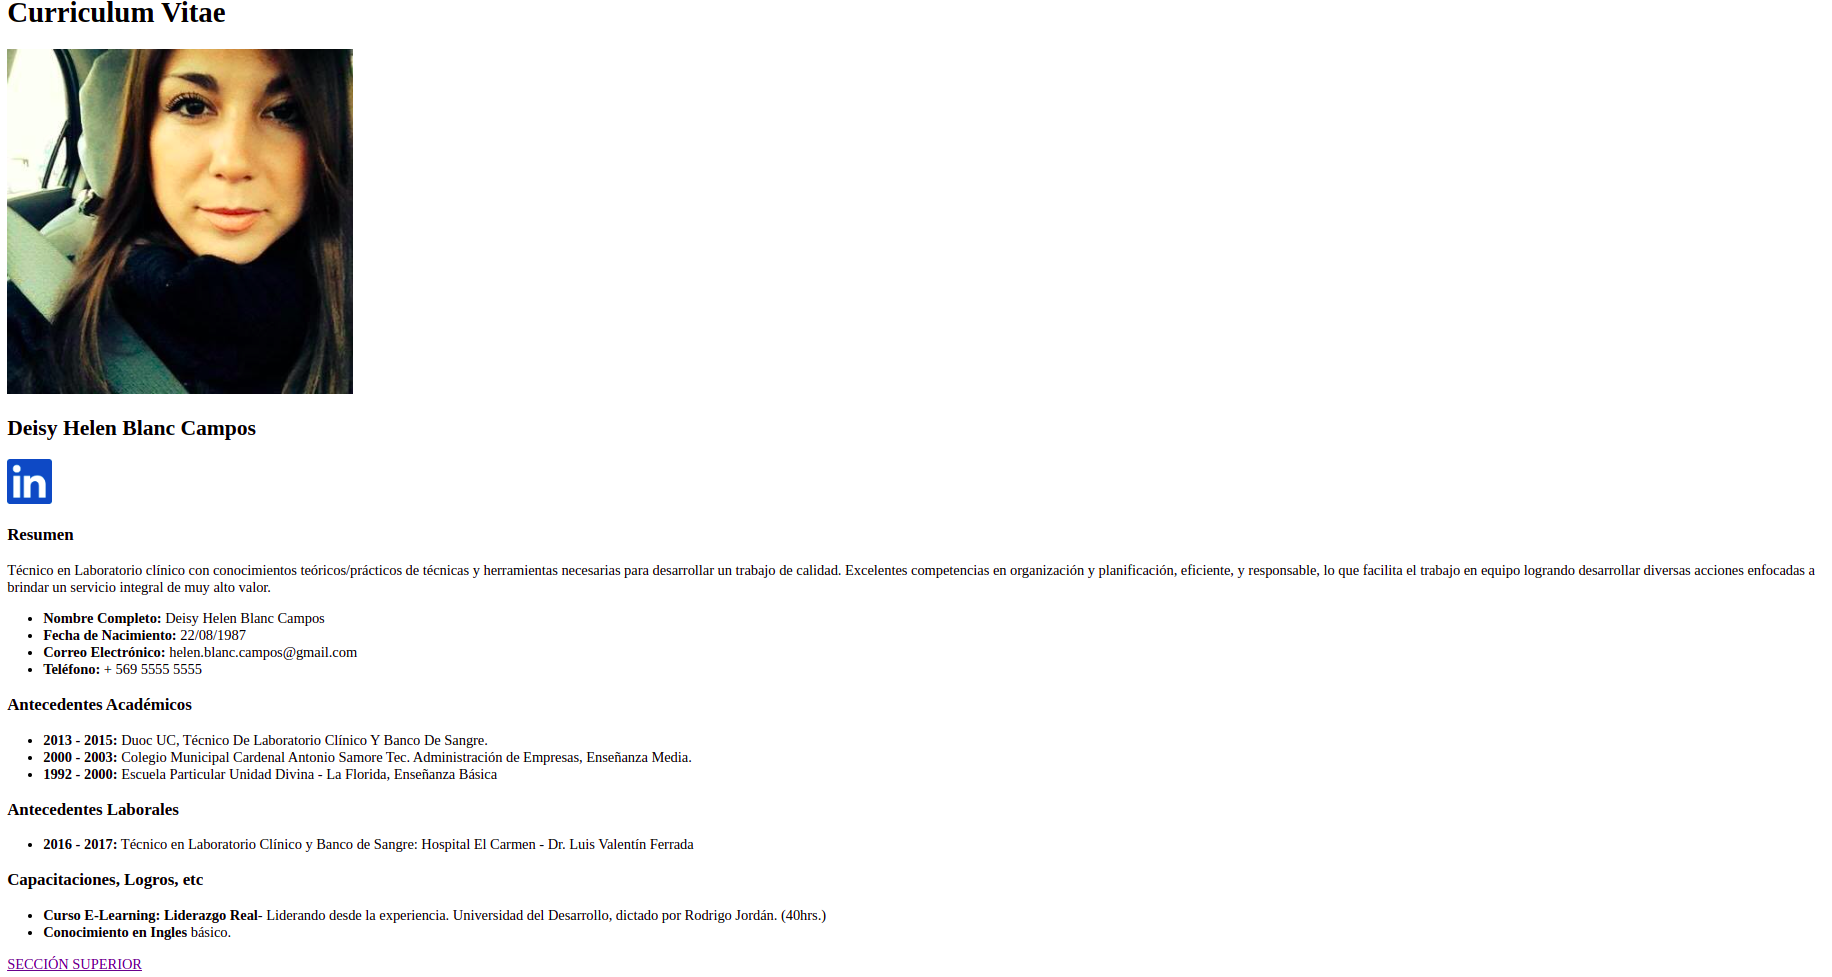 Curriculum Vitae
Deisy Helen Blanc Campos
in
Resumen
Técnico en Laboratorio clínico con conocimientos teóricos/prácticos de técnicas y herramientas necesarias para desarrollar un trabajo de calidad. Excelentes competencias en organización y planificación, eficiente, y responsable, lo que facilita el trabajo en equipo logrando desarrollar diversas acciones enfocadas a
brindar un servicio integral de muy alto valor.
• Nombre Completo: Deisy Helen Blanc Campos
• Fecha de Nacimiento: 22/08/1987
• Correo Electrónico: helen.blanc.campos@gmail.com
• Teléfono: + 569 5555 5555
Antecedentes Académicos
• 2013 - 2015: Duoc UC, Técnico De Laboratorio Clínico Y Banco De Sangre.
• 2000 - 2003: Colegio Municipal Cardenal Antonio Samore Tec. Administración de Empresas, Enseñanza Media.
• 1992 - 2000: Escuela Particular Unidad Divina - La Florida, Enseñanza Básica
Antecedentes Laborales
• 2016 - 2017: Técnico en Laboratorio Clínico y Banco de Sangre: Hospital El Carmen - Dr. Luis Valentín Ferrada
Capacitaciones, Logros, etc
• Curso E-Learning: Liderazgo Real- Liderando desde la experiencia. Universidad del Desarrollo, dictado por Rodrigo Jordán. (40hrs.)
• Conocimiento en Ingles básico.
SECCIÓN SUPERIOR